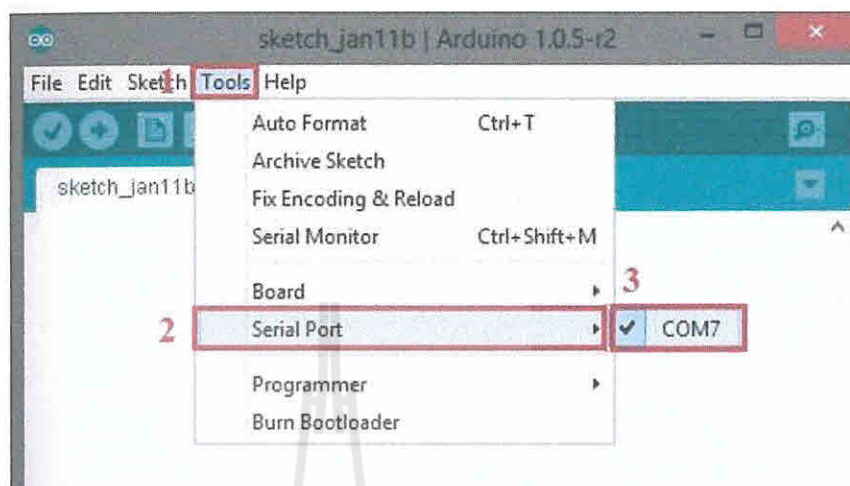 sketch_jan11b | Arduino 1.0.5-r2
File Edit Sketch 1 Tools Help
Auto Format Ctrl+T
Archive Sketch
sketch_jan11b
Fix Encoding & Reload
Serial Monitor Ctrl+Shift+M
Board 3
2 Serial Port COM7
Programmer
Burn Bootloader